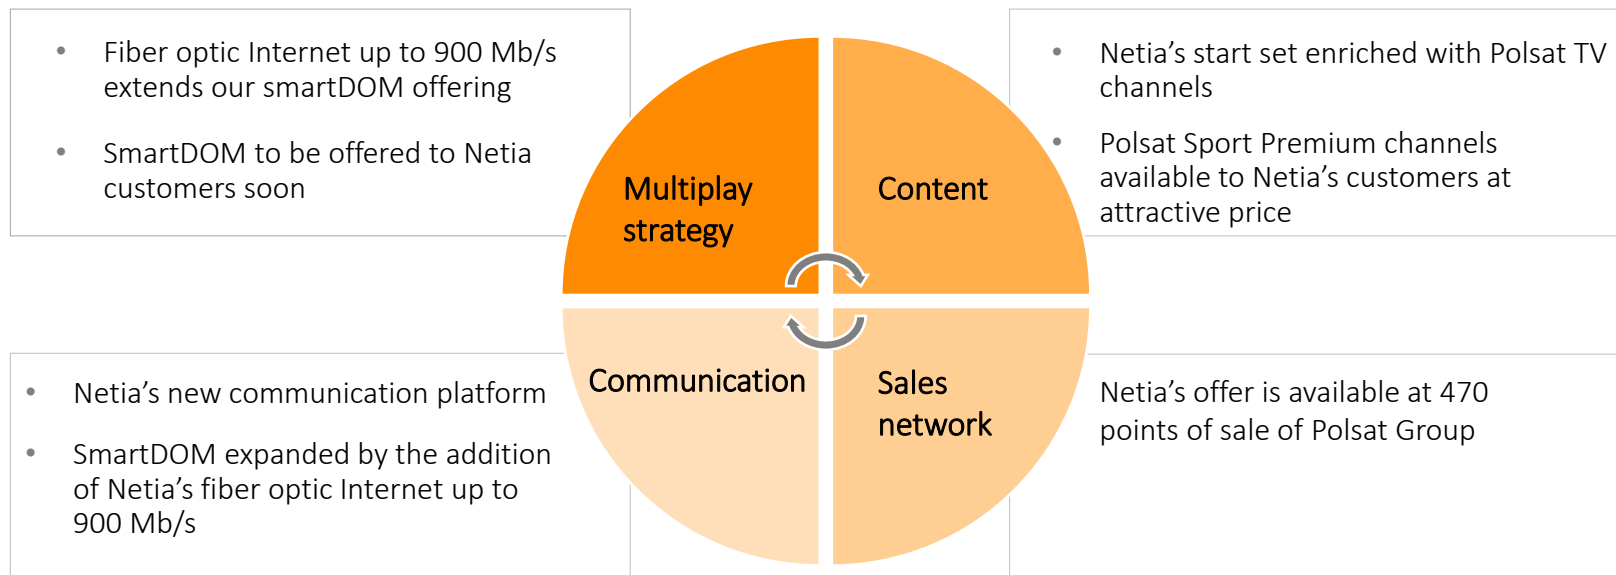 • Fiber optic Internet up to 900 Mb/s
extends our smartDOM offering
• SmartDOM to be offered to Netia
customers soon
Multiplay
strategy
Content
• Netia’s start set enriched with Polsat TV
channels
• Polsat Sport Premium channels
available to Netia’s customers at
attractive price
• Netia’s new communication platform
• SmartDOM expanded by the addition
of Netia’s fiber optic Internet up to
900 Mb/s
Communication
Sales
network
Netia’s offer is available at 470
points of sale of Polsat Group